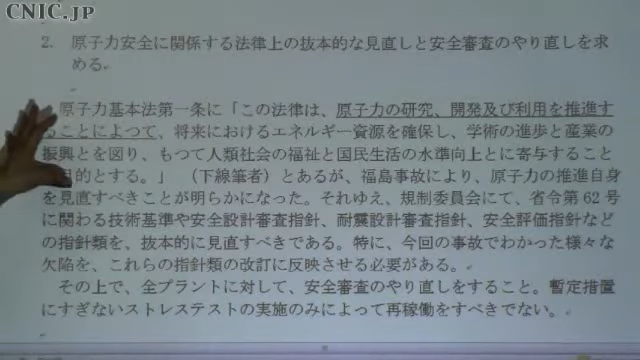 CNIC.jp
2. 原子力安全に関係する法律上の抜本的な見直しと安全審査のやり直しを求
める。
原子力基本法第一条に「この法律は、原子力の研究、開発及び利用を推進す
ることによつて、将来におけるエネルギー資源を確保し、学術の進歩と産業の
振興とを図り、もつて人類社会の福祉と国民生活の水準向上とに寄与すること
目的とする。」（下線筆者）とあるが、福島事故により、原子力の推進自身
を見直すべきことが明らかになった。それゆえ、規制委員会にて、省令第 62 号
に関わる技術基準や安全設計審査指針、耐震設計審査指針、安全評価指針など
の指針類を、抜本的に見直すべきである。特に、今回の事故でわかった様々な
欠陥を、これらの指針類の改訂に反映させる必要がある。
その上で、全プラントに対して、安全審査のやり直しをすること。暫定措置
にすぎないストレステストの実施のみによって再稼働をすべきでない。